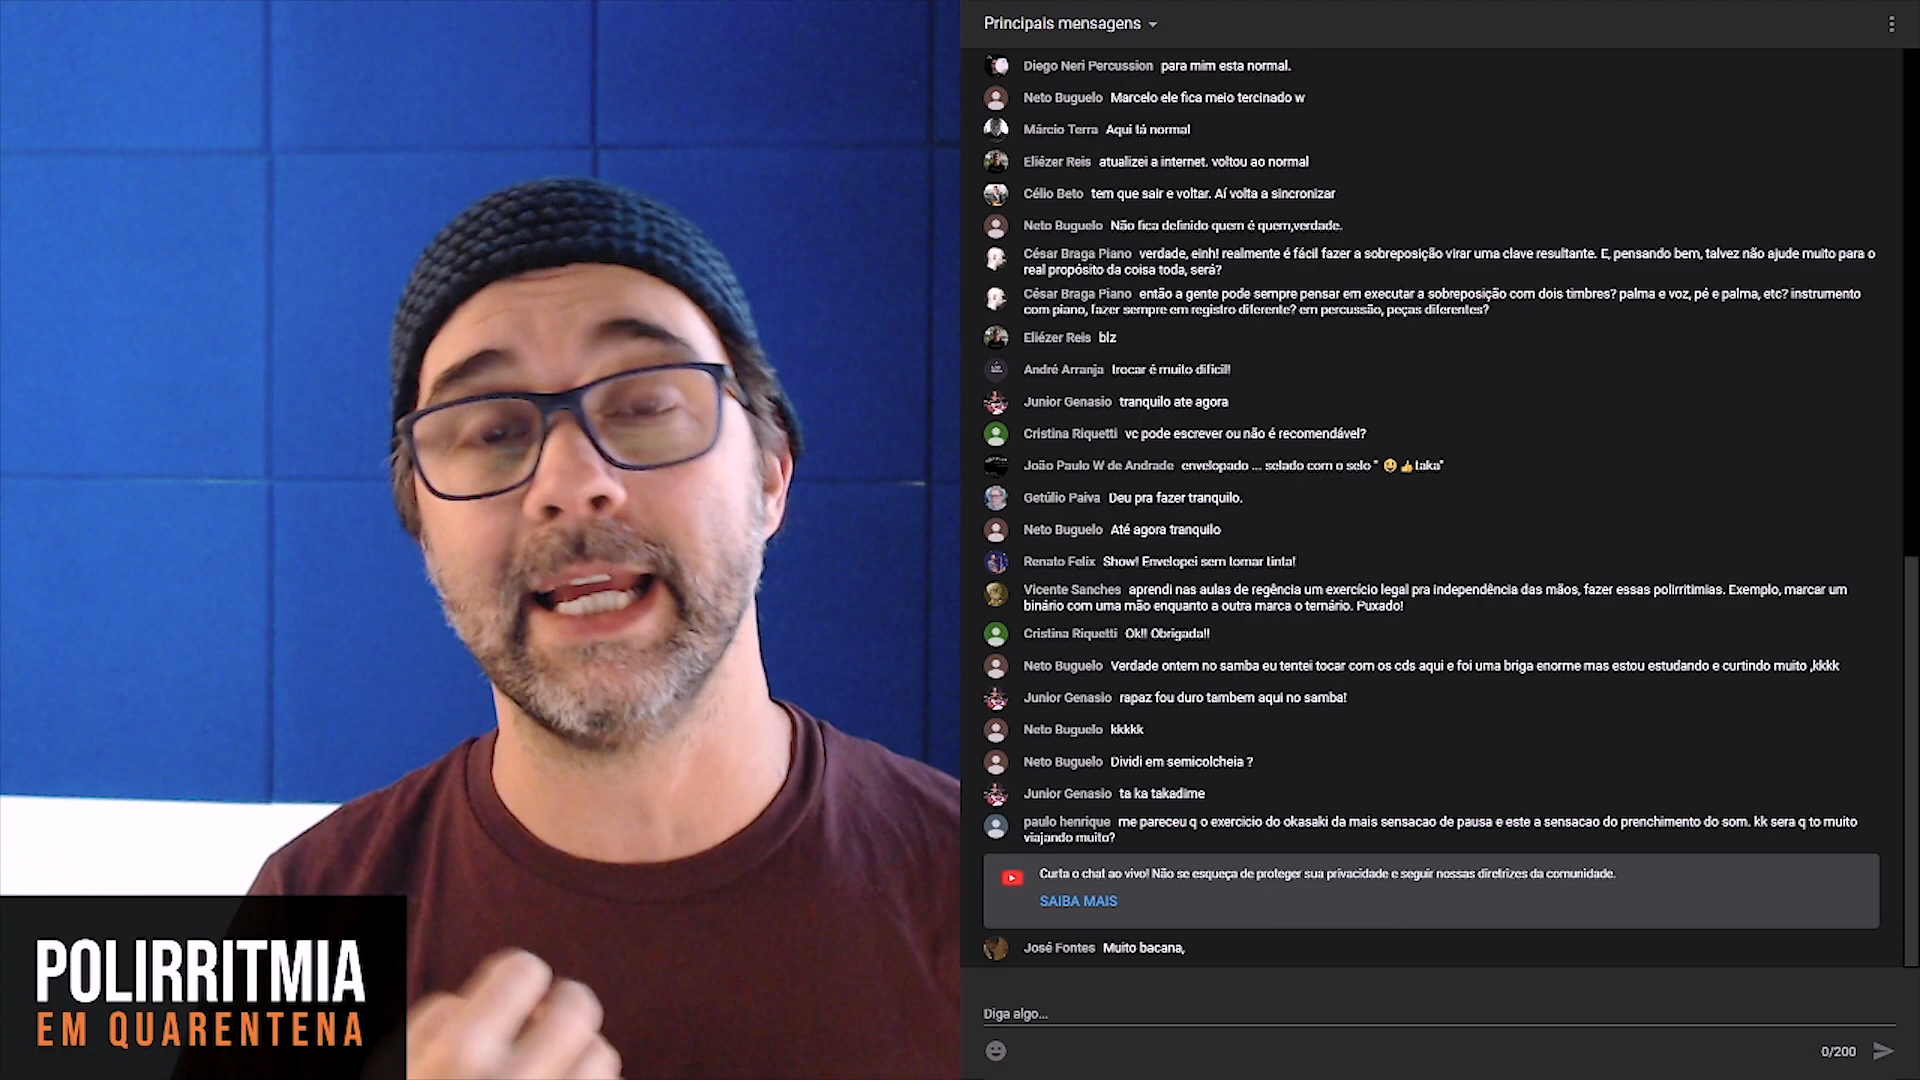 Principais mensagens
Diego Neri Percussion para mim esta normal.
Neto Buguelo Marcelo ele fica meio tercinado w
Márcio Terra Aqui tá normal
Eliézer Reis atualizei a internet. voltou ao normal
Célio Beto tem que sair e voltar. Aí volta a sincronizar
Neto Buguelo Não fica definido quem é quem,verdade.
César Braga Piano verdade, einh! realmente é fácil fazer a sobreposição virar uma clave resultante. E, pensando bem, talvez não ajude muito para o
real propósito da coisa toda, será?
César Braga Piano então a gente pode sempre pensar em executar a sobreposição com dois timbres? palma e voz, pé e palma, etc? instrumento
com piano, fazer sempre em registro diferente? em percussão, peças diferentes?
Eliézer Reis blz
André Arranja trocar é muito dificil!
Junior Genasio tranquilo ate agora
Cristina Riquetti vc pode escrever ou não é recomendável?
João Paulo W de Andrade envelopado ... selado com o selo " 😃👍taka"
Getúlio Paiva Deu pra fazer tranquilo.
Neto Buguelo Até agora tranquilo
Renato Felix Show! Envelopei sem tomar tinta!
Vicente Sanches aprendi nas aulas de regência um exercício legal pra independência das mãos, fazer essas polirritimias. Exemplo, marcar um
binário com uma mão enquanto a outra marca o ternário. Puxado!
Cristina Riquetti Ok!! Obrigada!!
Neto Buguelo Verdade ontem no samba eu tentei tocar com os cds aqui e foi uma briga enorme mas estou estudando e curtindo muito ,kkkk
Junior Genasio rapaz fou duro tambem aqui no samba!
Neto Buguelo kkkkk
Neto Buguelo Dividi em semicolcheia ?
Junior Genasio ta ka takadime
paulo henrique me pareceu q o exercicio do okasaki da mais sensacao de pausa e este a sensacao do prenchimento do som. kk sera q to muito
viajando muito?
Curta o chat ao vivo! Não se esqueça de proteger sua privacidade e seguir nossas diretrizes da comunidade.
SAIBA MAIS
José Fontes Muito bacana,
Diga algo...
0/200
POLIRRITMIA
EM QUARENTENA